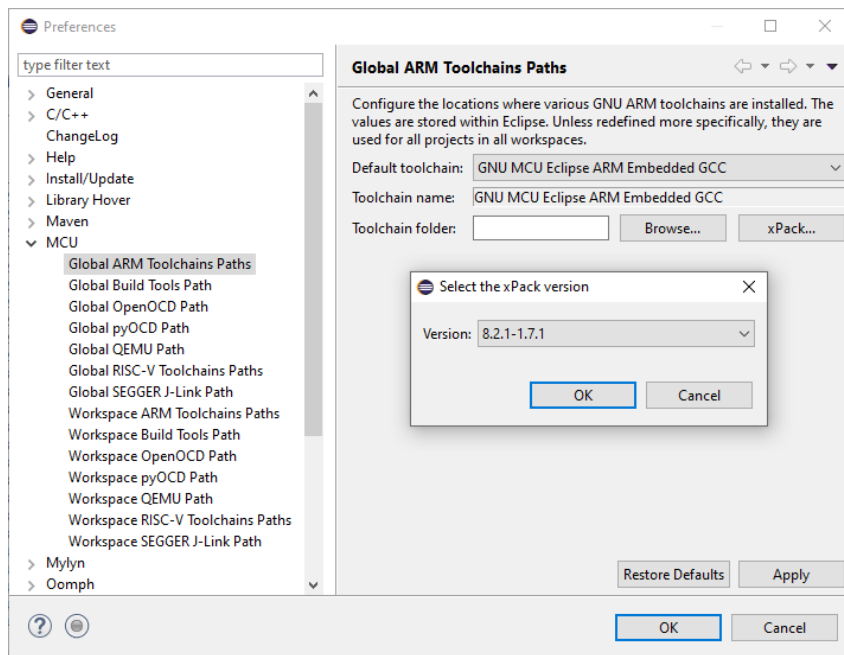 Preferences
type filter text
General
C/C++
ChangeLog
Help
Install/Update
Library Hover
Maven
MCU
Global ARM Toolchains Paths
Global Build Tools Path
Global OpenOCD Path
Global pyOCD Path
Global QEMU Path
Global RISC-V Toolchains Paths
Global SEGGER J-Link Path
Workspace ARM Toolchains Paths
Workspace Build Tools Path
Workspace OpenOCD Path
Workspace pyOCD Path
Workspace QEMU Path
Workspace RISC-V Toolchains Paths
Workspace SEGGER J-Link Path
Mylyn
Oomph
Global ARM Toolchains Paths
Configure the locations where various GNU ARM toolchains are installed. The
values are stored within Eclipse. Unless redefined more specifically, they are
used for all projects in all workspaces.
Default toolchain: GNU MCU Eclipse ARM Embedded GCC
Toolchain name: GNU MCU Eclipse ARM Embedded GCC
Toolchain folder: Browse... xPack...
Select the xPack version
Version: 8.2.1-1.7.1
OK Cancel
Restore Defaults Apply
OK Cancel